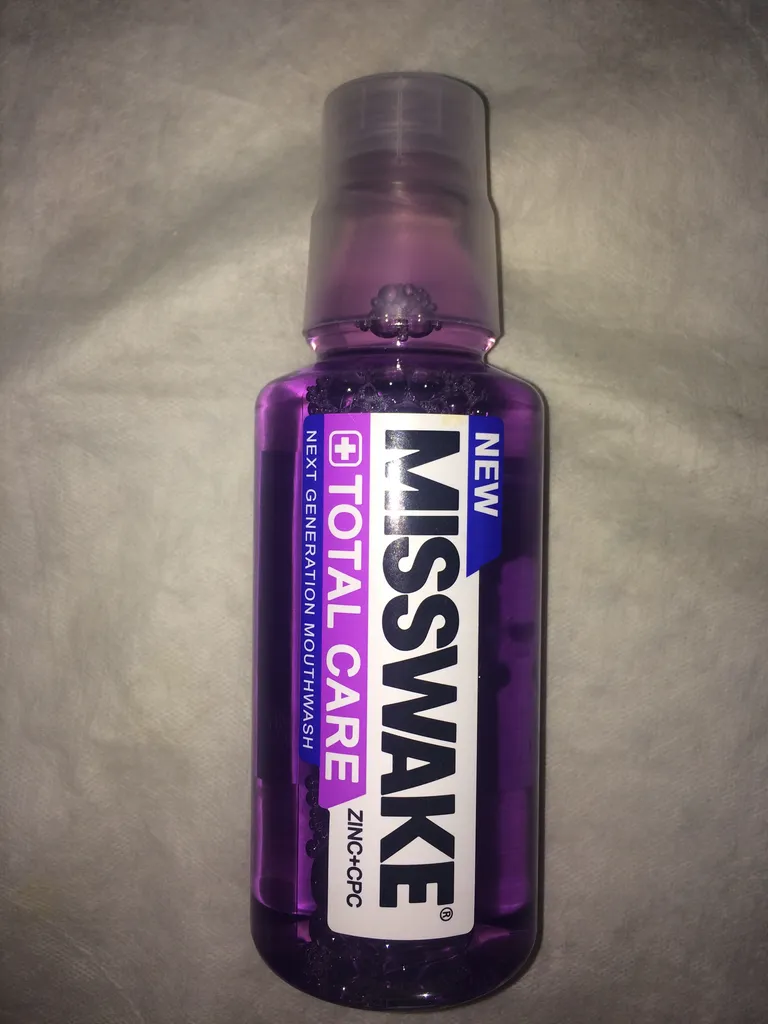 NEW
MISSWAKE®
TOTAL CARE
ZINC+CPC
NEXT GENERATION MOUTHWASH